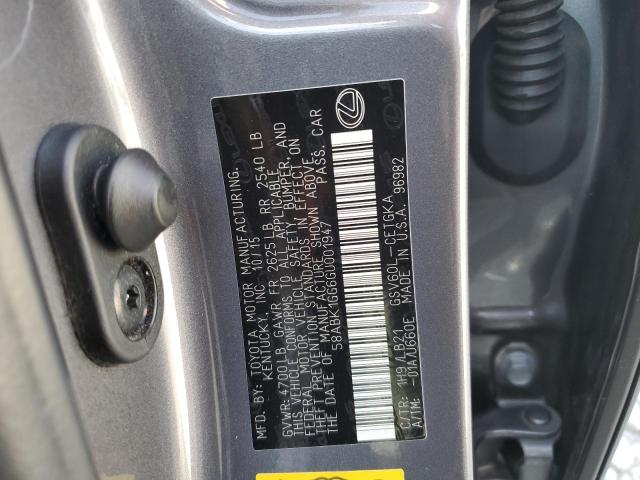 MFD. BY: TOYOTA MOTOR MANUFACTURING,
KENTUCKY, INC. 10/15
GVWR: 4700 LB GAWR FR 2625 LB RR 2540 LB
THIS VEHICLE CONFORMS TO ALL APPLICABLE
FEDERAL MOTOR VEHICLE SAFETY, BUMPER, AND
THEFT PREVENTION STANDARDS IN EFFECT ON
THE DATE OF MANUFACTURE SHOWN ABOVE.
58ABK1GG6GU001947 PASS. CAR
C/TR: 1H9/LB21 GSV60L-CETGKA
A/TM: -01A/U660E MADE IN U.S.A. 96982